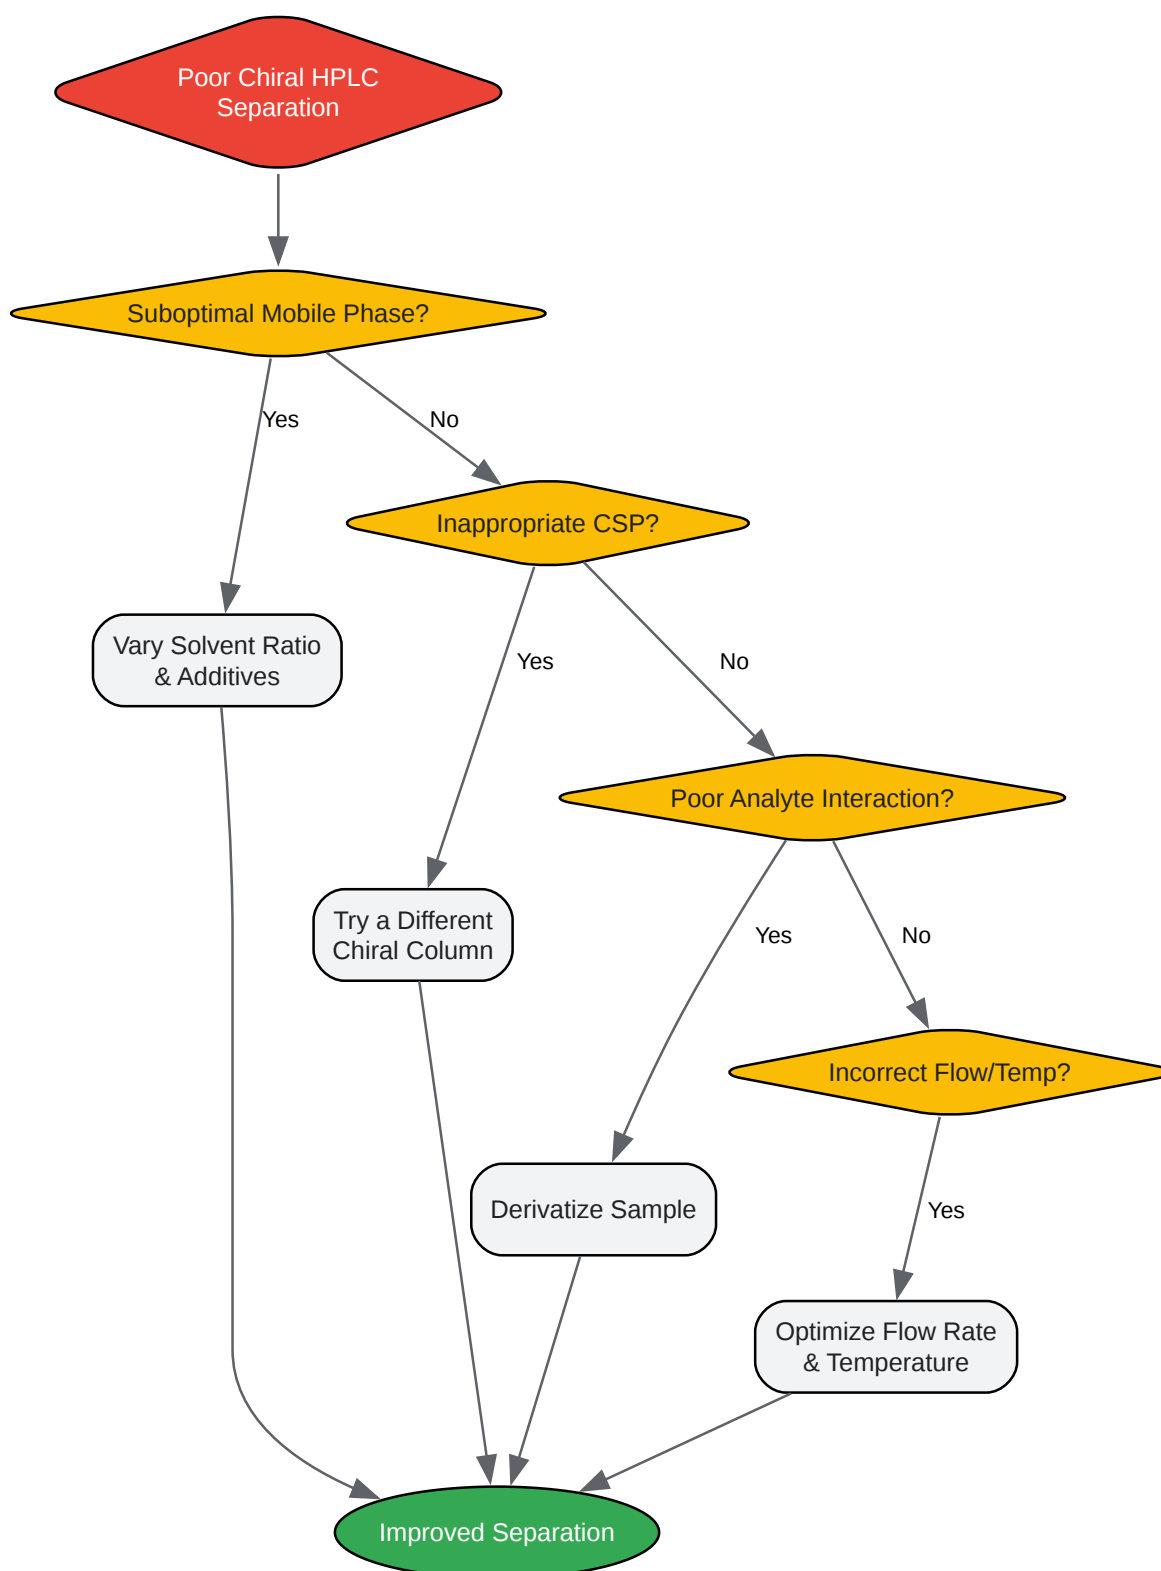 Poor Chiral HPLC
Separation
Suboptimal Mobile Phase?
Yes
No
Inappropriate CSP?
Vary Solvent Ratio
& Additives
Yes
No
Poor Analyte Interaction?
Try a Different
Chiral Column
Yes
No
Incorrect Flow/Temp?
Derivatize Sample
Yes
Optimize Flow Rate
& Temperature
Improved Separation